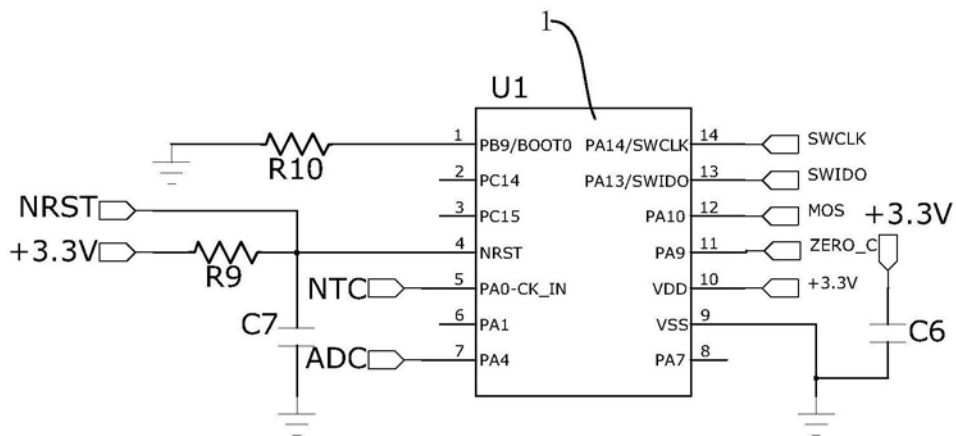 1
U1
1 PB9/BOOT0 PA14/SWCLK 14 SWCLK
R10
2 PC14 PA13/SWIDO 13 SWIDO
NRST 3 PC15 PA10 12 MOS +3.3V
+3.3V R9 4 NRST PA9 11 ZERO_C
NTC 5 PA0-CK_IN VDD 10 +3.3V
C7 6 PA1 VSS 9 C6
ADC 7 PA4 PA7 8